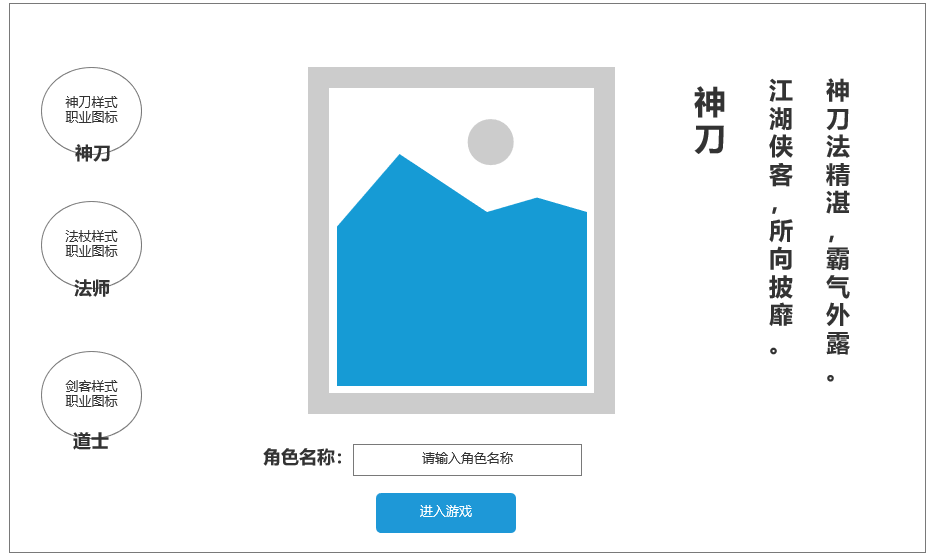 神刀样式
职业图标
神刀
法杖样式
职业图标
法师
剑客样式
职业图标
道士
角色名称：
请输入角色名称
进入游戏
神刀法精湛，霸气外露。
江湖侠客，所向披靡。
神刀